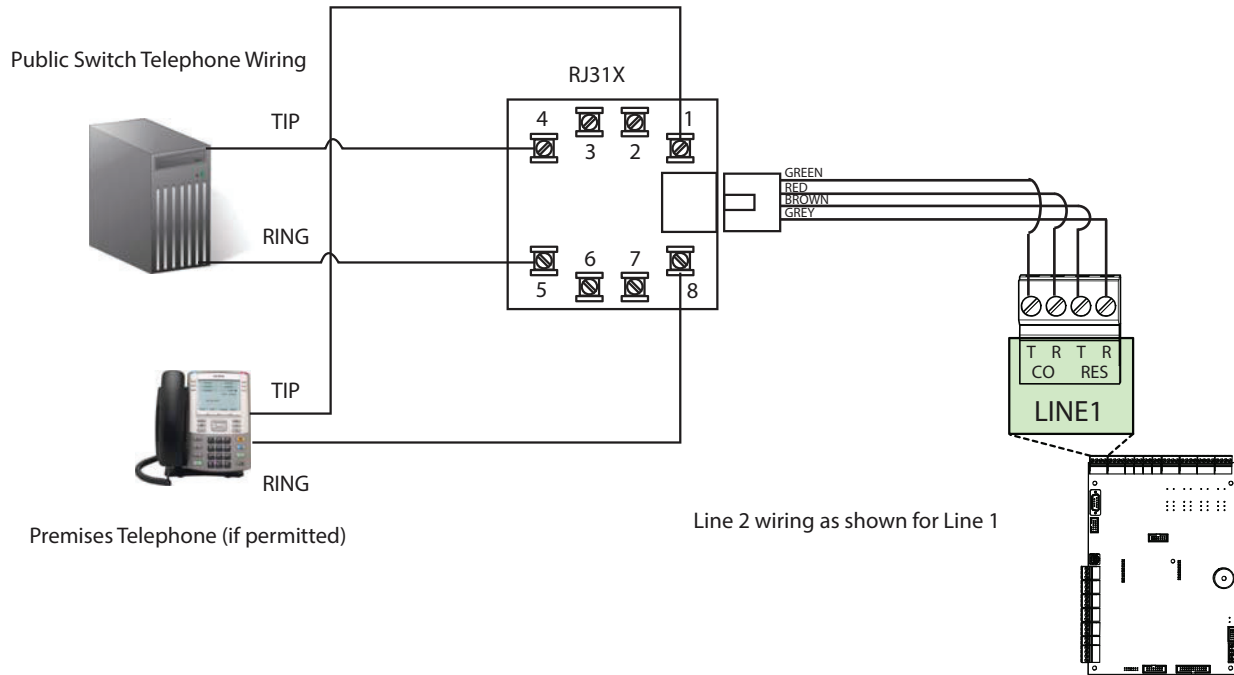 Public Switch Telephone Wiring
RJ31X
TIP
4
3
2
1
GREEN
RED
BROWN
GREY
RING
5
6
7
8
T R T R
CO RES
LINE1
TIP
RING
Premises Telephone (if permitted)
Line 2 wiring as shown for Line 1